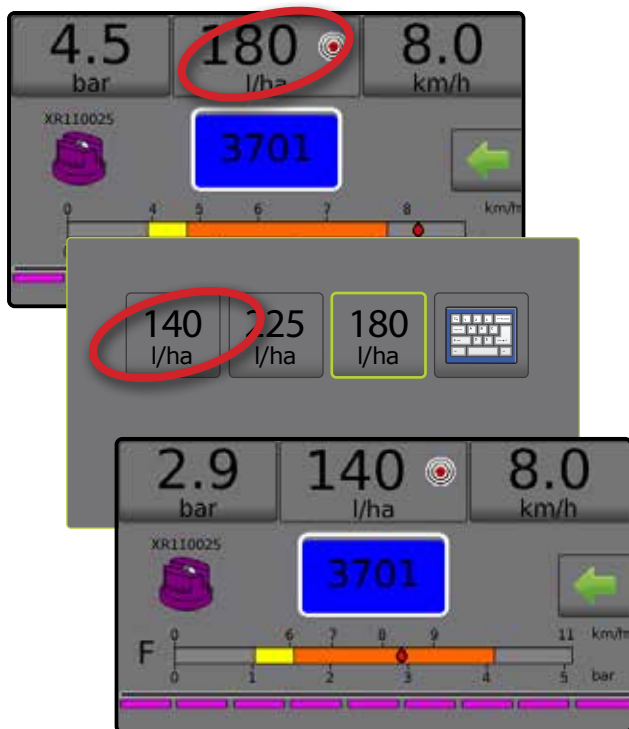 4.5 180 8.0
bar l/ha km/h
XR110025
3701
0 4 5 6 7 8 km/h
140 225 180
l/ha l/ha l/ha
2.9 140 8.0
bar l/ha km/h
XR110025
3701
0 6 7 8 9 11 km/h
F
0 1 2 3 4 5 bar